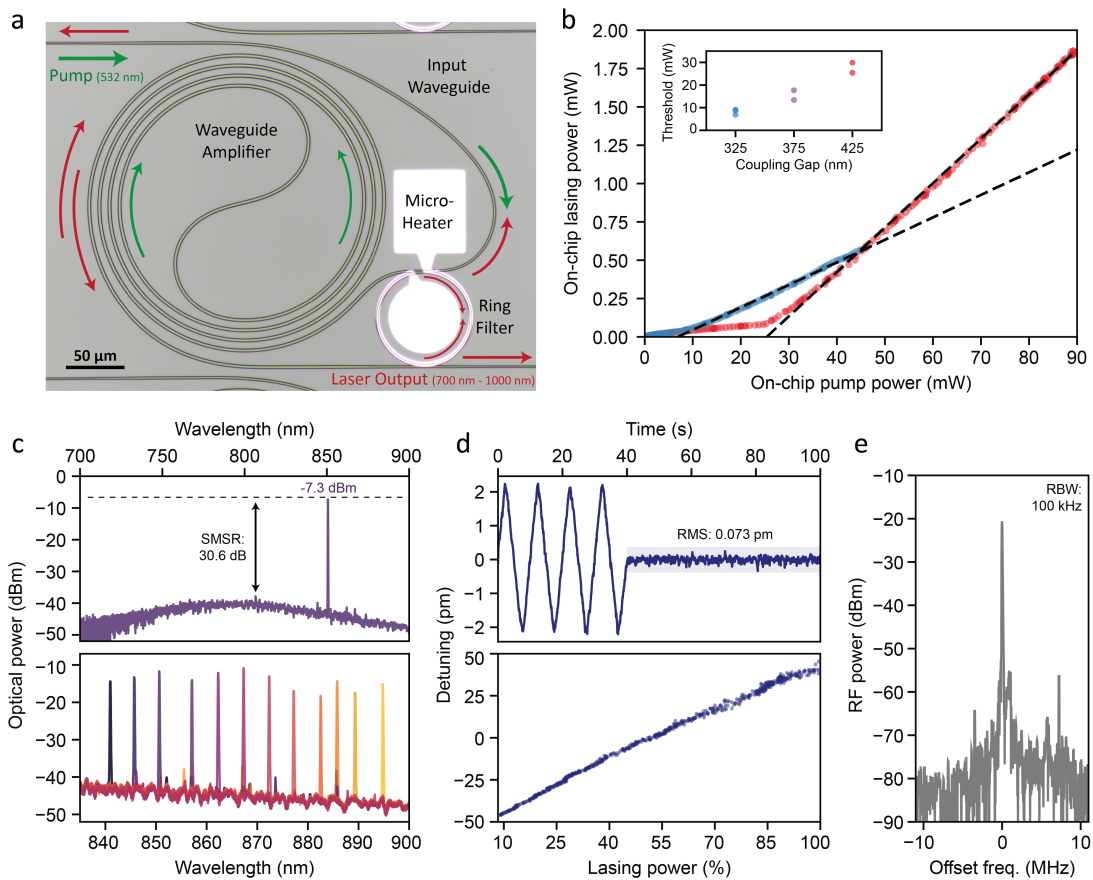 a
Pump (532 nm)
Input
Waveguide
Waveguide
Amplifier
Micro-
Heater
Ring
Filter
50 μm
Laser Output (700 nm - 1000 nm)
b
On-chip lasing power (mW)
2.00
1.75
1.50
1.25
1.00
0.75
0.50
0.25
0.00
0 10 20 30 40 50 60 70 80 90
On-chip pump power (mW)
Threshold (mW)
30
20
10
0
325 375 425
Coupling Gap (nm)
c
Wavelength (nm)
700 750 800 850 900
Optical power (dBm)
0
−10
−20
−30
−40
−50
-7.3 dBm
SMSR:
30.6 dB
−10
−20
−30
−40
−50
840 850 860 870 880 890 900
Wavelength (nm)
d
Time (s)
0 10 20 30 40 60 80 100
Detuning (pm)
2
1
0
−1
−2
RMS: 0.073 pm
50
25
0
−25
−50
10 25 40 55 70 85 100
Lasing power (%)
e
RF power (dBm)
−10
−20
−30
−40
−50
−60
−70
−80
−90
RBW:
100 kHz
−10 0 10
Offset freq. (MHz)